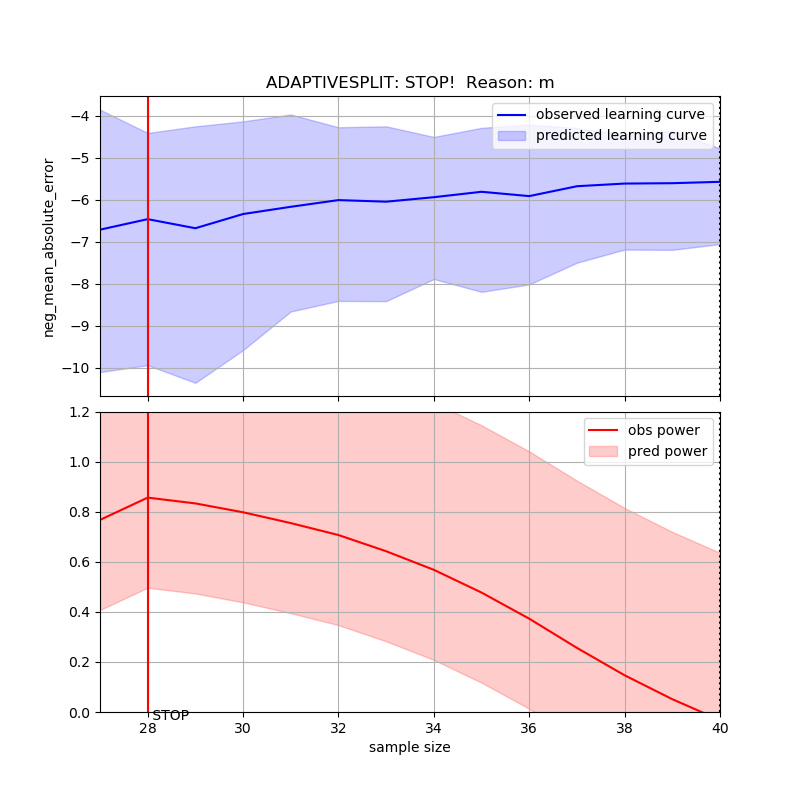 ADAPTIVESPLIT: STOP!  Reason: m
neg_mean_absolute_error
−4
−5
−6
−7
−8
−9
−10
observed learning curve
predicted learning curve
1.2
1.0
0.8
0.6
0.4
0.2
0.0
obs power
pred power
STOP
28
30
32
34
36
38
40
sample size